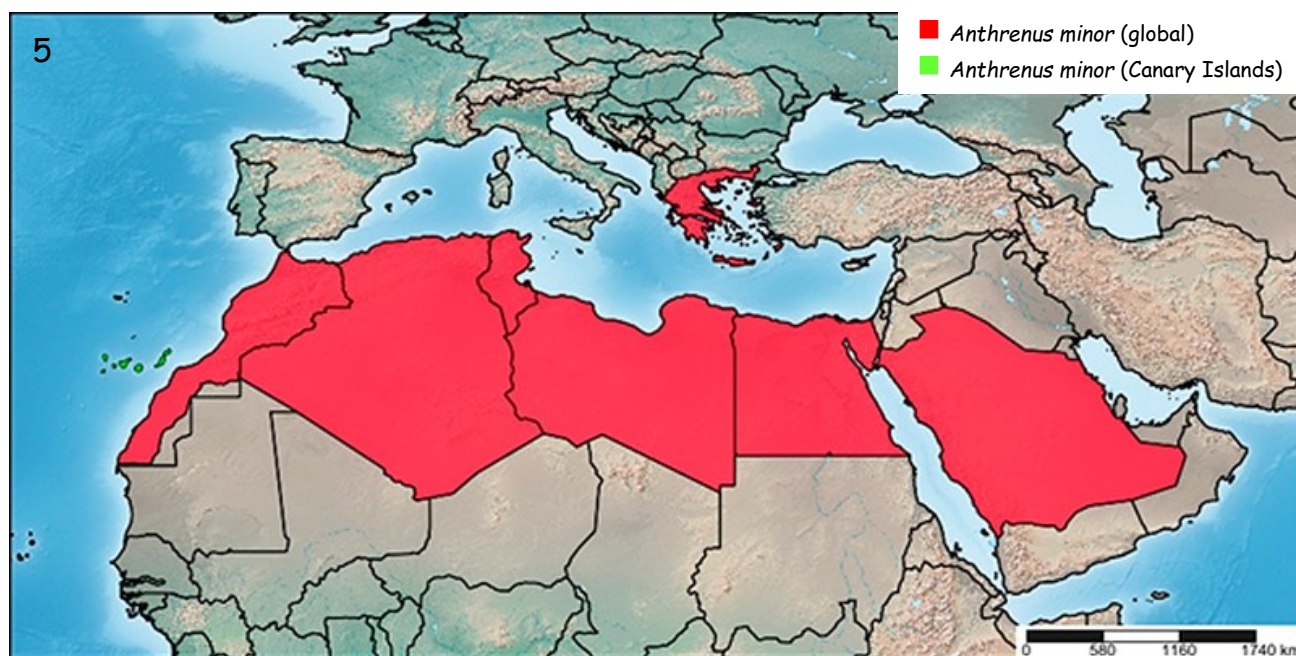 5
Anthrenus minor (global)
Anthrenus minor (Canary Islands)
0 580 1160 1740 km